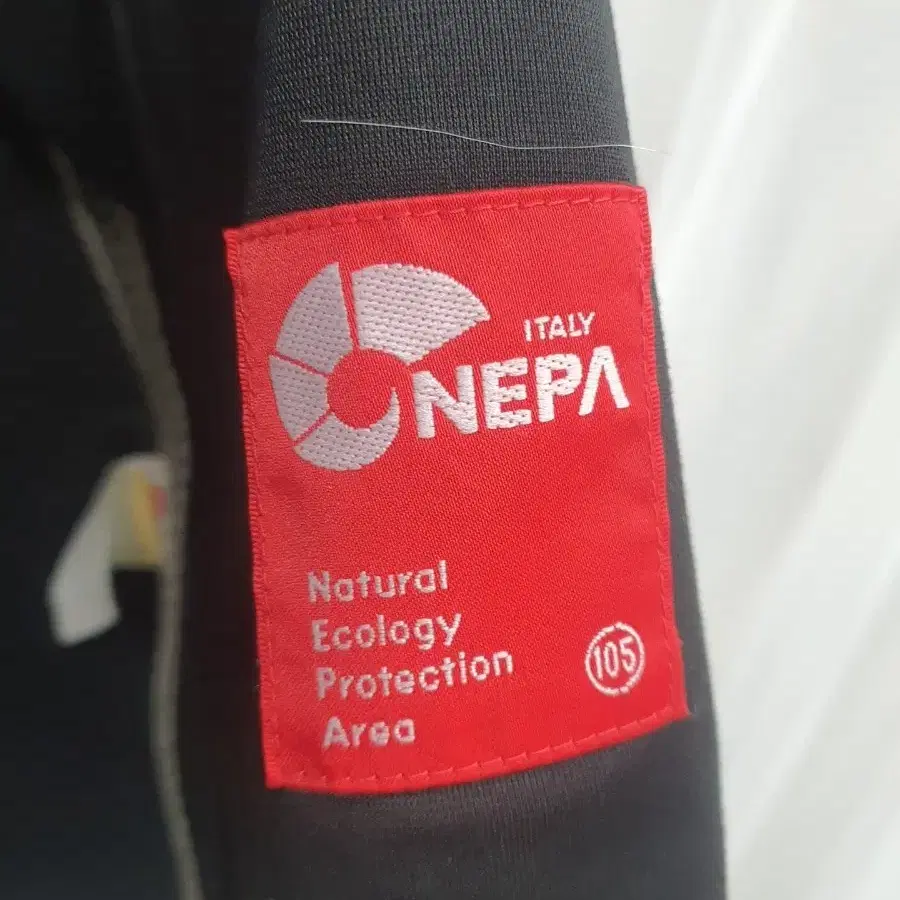 ITALY
NEPA
Natural
Ecology
Protection
Area
105